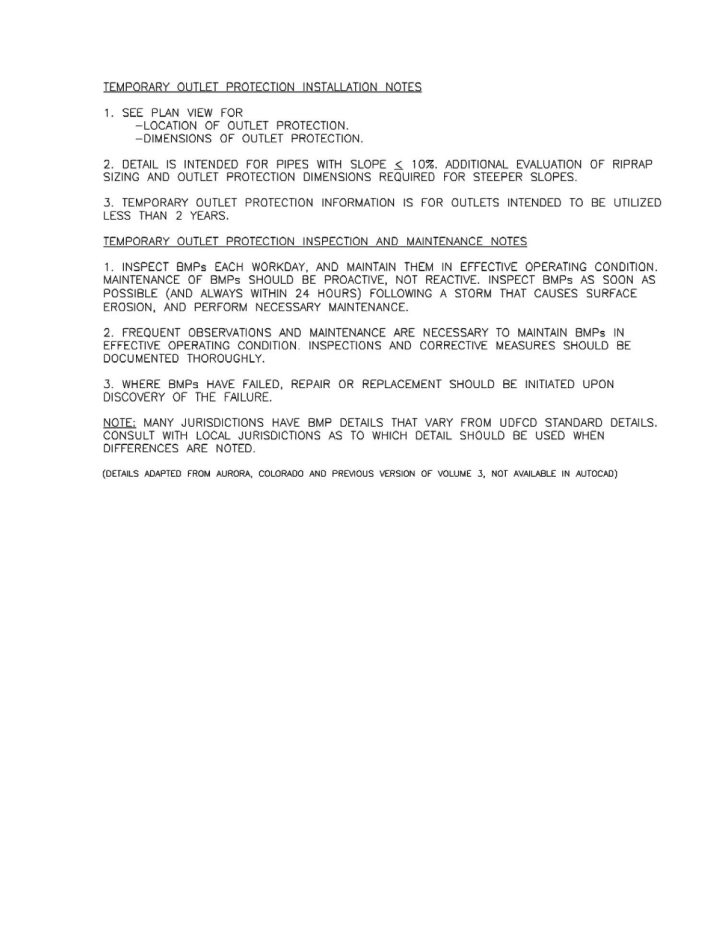 TEMPORARY OUTLET PROTECTION INSTALLATION NOTES
1. SEE PLAN VIEW FOR
–LOCATION OF OUTLET PROTECTION.
–DIMENSIONS OF OUTLET PROTECTION.
2. DETAIL IS INTENDED FOR PIPES WITH SLOPE ≤ 10%. ADDITIONAL EVALUATION OF RIPRAP
SIZING AND OUTLET PROTECTION DIMENSIONS REQUIRED FOR STEEPER SLOPES.
3. TEMPORARY OUTLET PROTECTION INFORMATION IS FOR OUTLETS INTENDED TO BE UTILIZED
LESS THAN 2 YEARS.
TEMPORARY OUTLET PROTECTION INSPECTION AND MAINTENANCE NOTES
1. INSPECT BMPs EACH WORKDAY, AND MAINTAIN THEM IN EFFECTIVE OPERATING CONDITION.
MAINTENANCE OF BMPs SHOULD BE PROACTIVE, NOT REACTIVE. INSPECT BMPs AS SOON AS
POSSIBLE (AND ALWAYS WITHIN 24 HOURS) FOLLOWING A STORM THAT CAUSES SURFACE
EROSION, AND PERFORM NECESSARY MAINTENANCE.
2. FREQUENT OBSERVATIONS AND MAINTENANCE ARE NECESSARY TO MAINTAIN BMPs IN
EFFECTIVE OPERATING CONDITION. INSPECTIONS AND CORRECTIVE MEASURES SHOULD BE
DOCUMENTED THOROUGHLY.
3. WHERE BMPs HAVE FAILED, REPAIR OR REPLACEMENT SHOULD BE INITIATED UPON
DISCOVERY OF THE FAILURE.
NOTE: MANY JURISDICTIONS HAVE BMP DETAILS THAT VARY FROM UDFCD STANDARD DETAILS.
CONSULT WITH LOCAL JURISDICTIONS AS TO WHICH DETAIL SHOULD BE USED WHEN
DIFFERENCES ARE NOTED.
(DETAILS ADAPTED FROM AURORA, COLORADO AND PREVIOUS VERSION OF VOLUME 3, NOT AVAILABLE IN AUTOCAD)